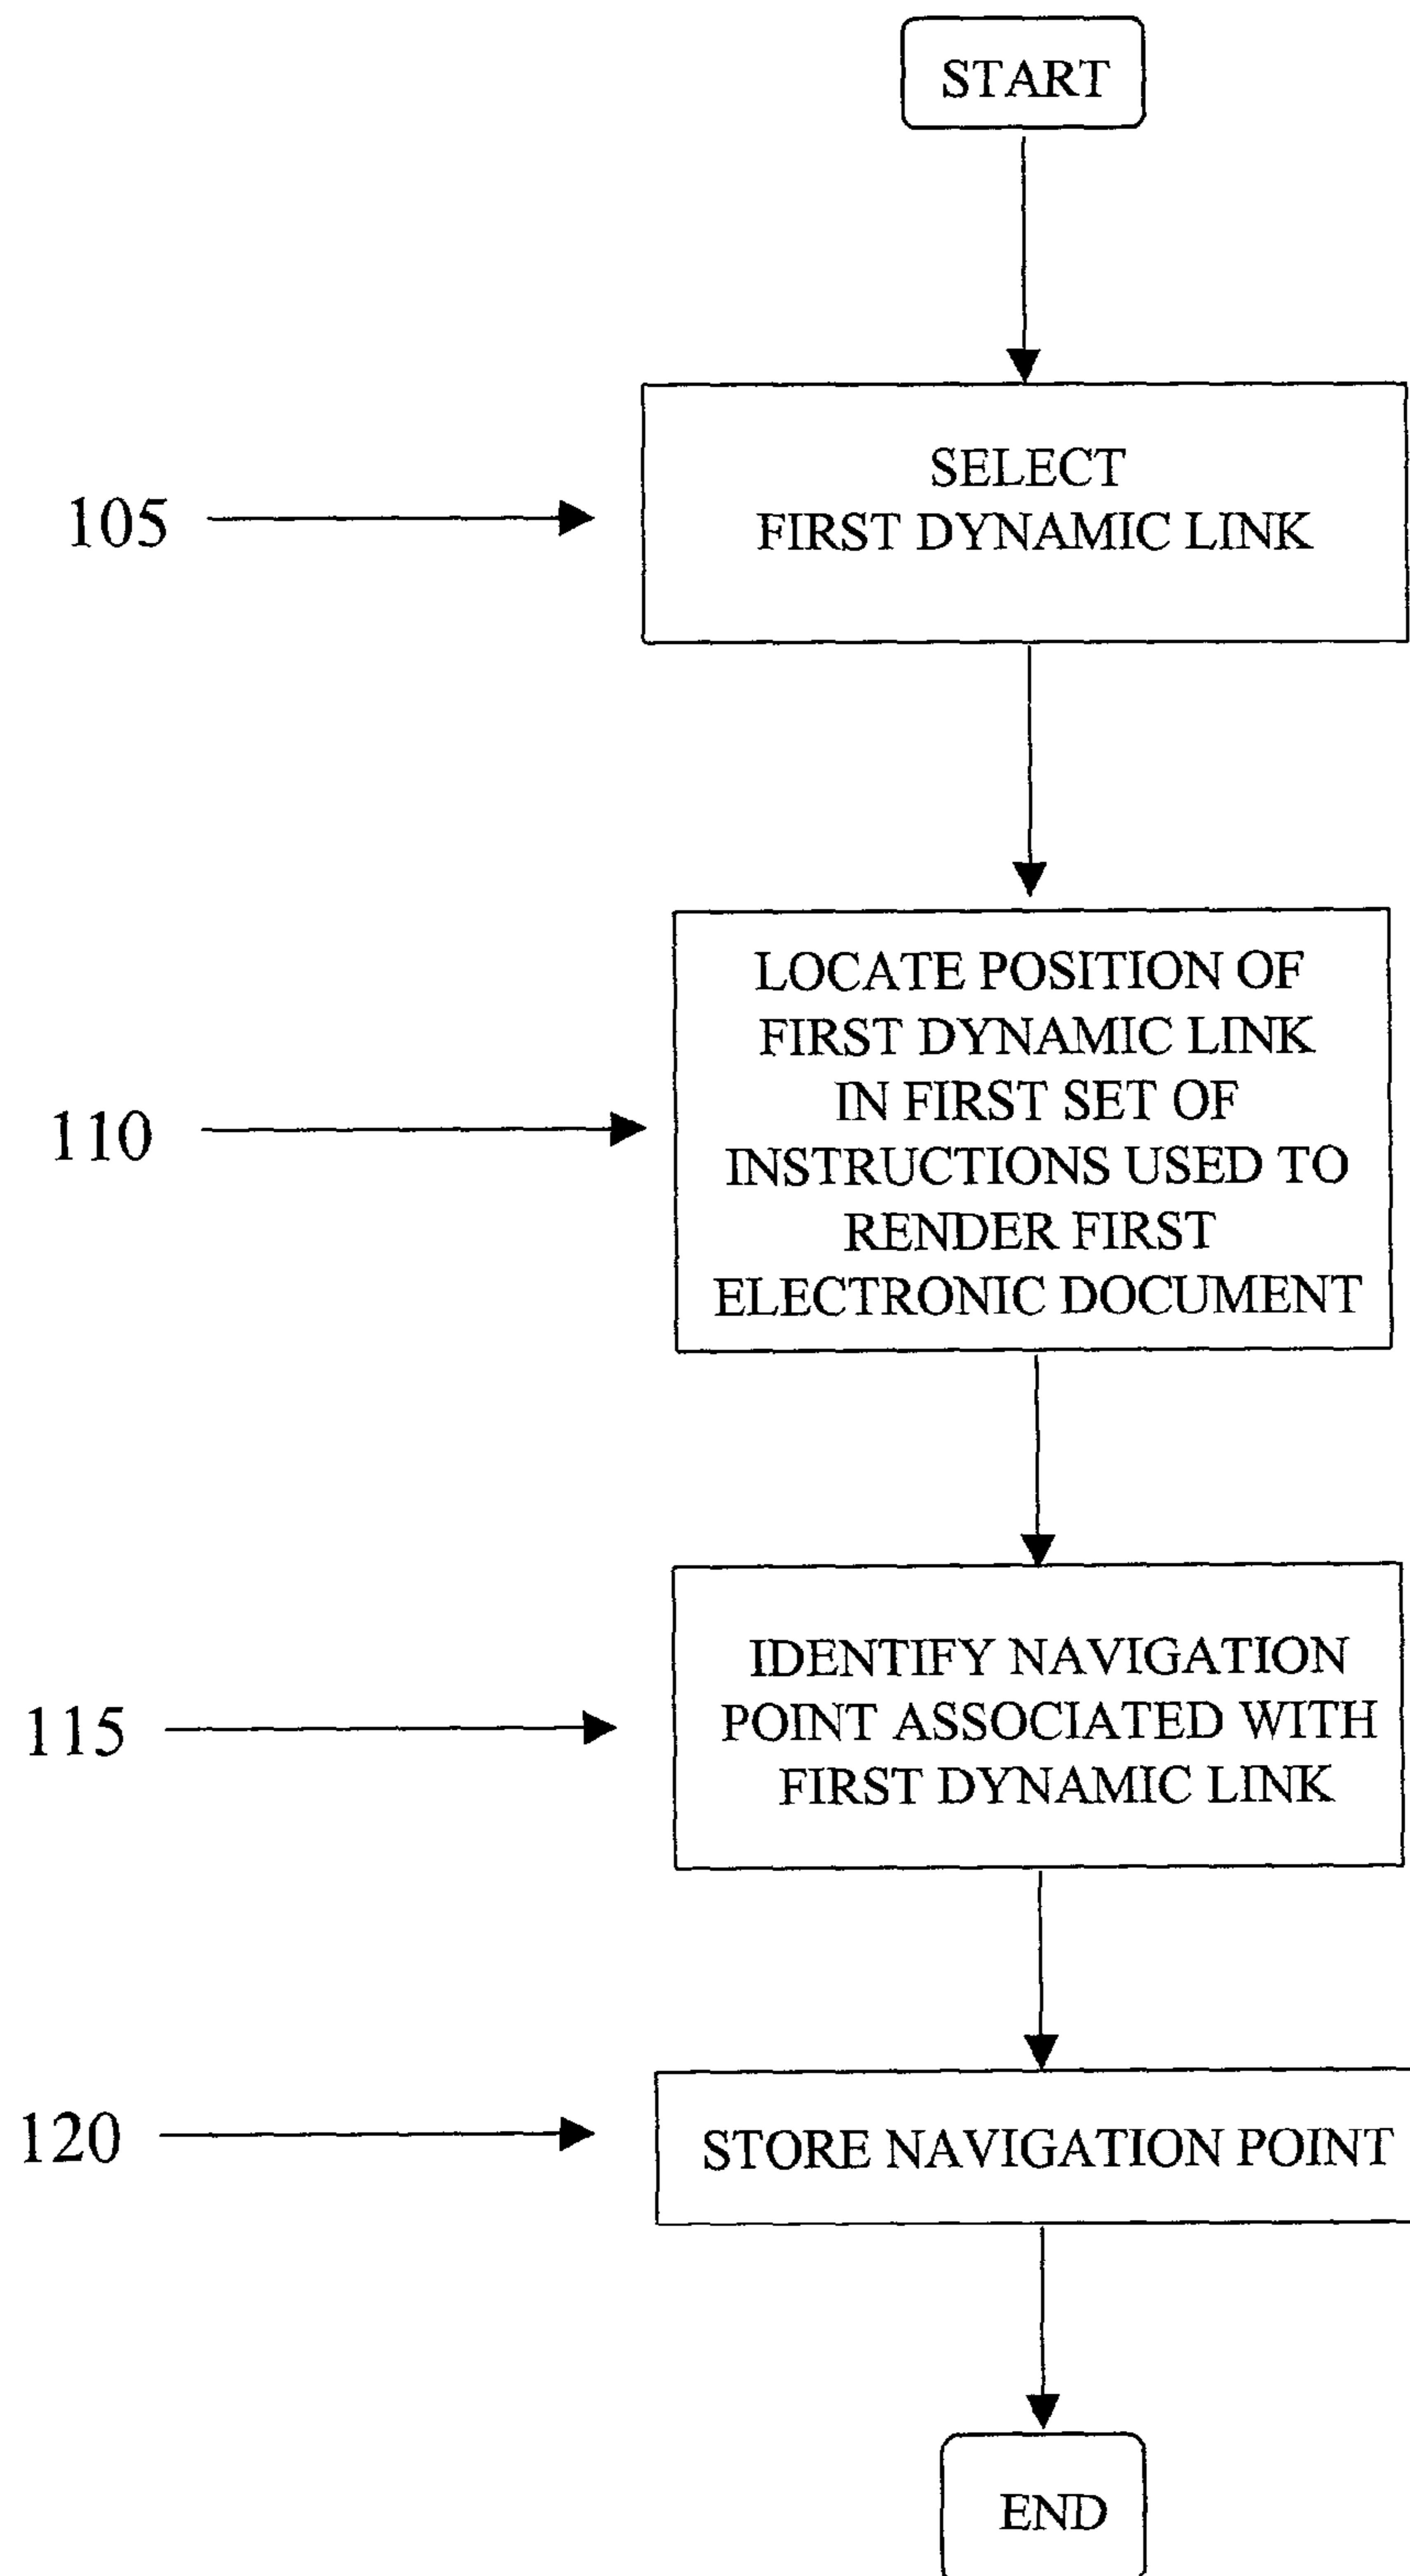 START
105
SELECT
FIRST DYNAMIC LINK
110
LOCATE POSITION OF
FIRST DYNAMIC LINK
IN FIRST SET OF
INSTRUCTIONS USED TO
RENDER FIRST
ELECTRONIC DOCUMENT
115
IDENTIFY NAVIGATION
POINT ASSOCIATED WITH
FIRST DYNAMIC LINK
120
STORE NAVIGATION POINT
END